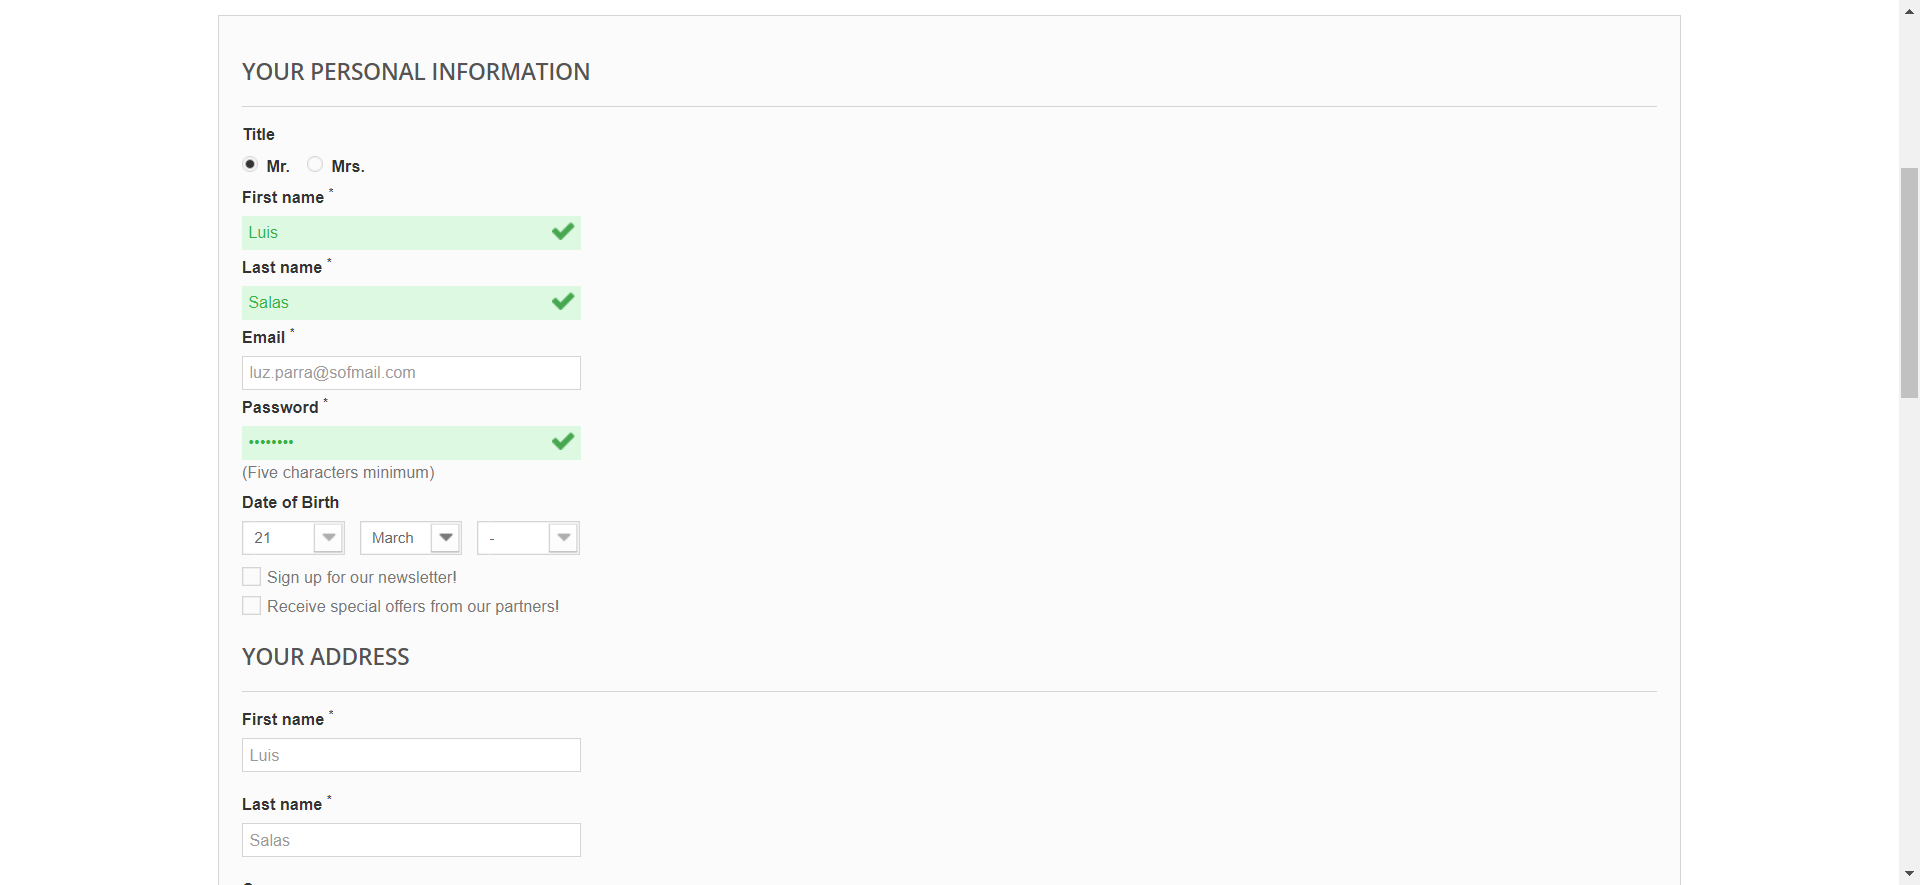 YOUR PERSONAL INFORMATION
Title
Mr. Mrs.
First name *
Luis
Last name *
Salas
Email *
luz.parra@sofmail.com
Password *
••••••••
(Five characters minimum)
Date of Birth
21 March -
Sign up for our newsletter!
Receive special offers from our partners!
YOUR ADDRESS
First name *
Luis
Last name *
Salas